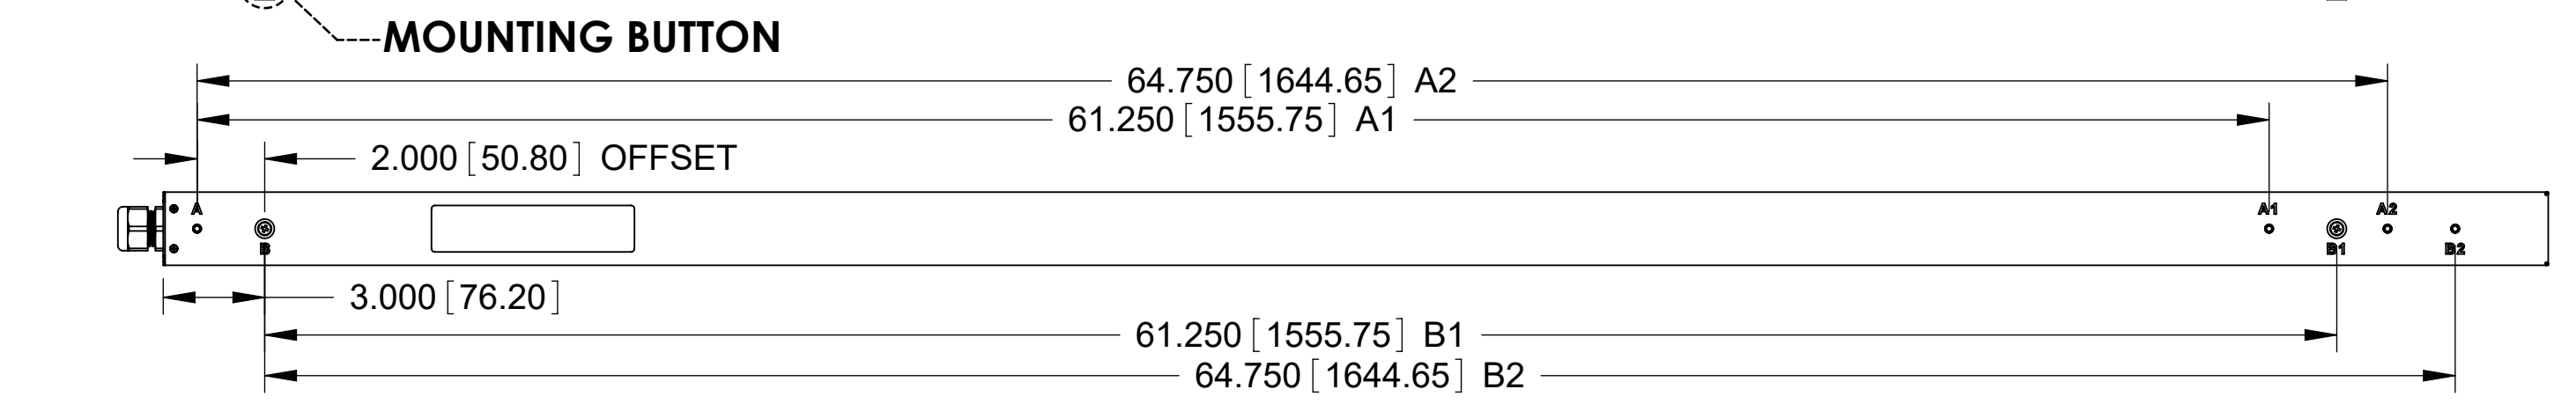 MOUNTING BUTTON
64.750 [1644.65] A2
61.250 [1555.75] A1
2.000 [50.80] OFFSET
A A1 A2
B B1 B2
3.000 [76.20]
61.250 [1555.75] B1
64.750 [1644.65] B2